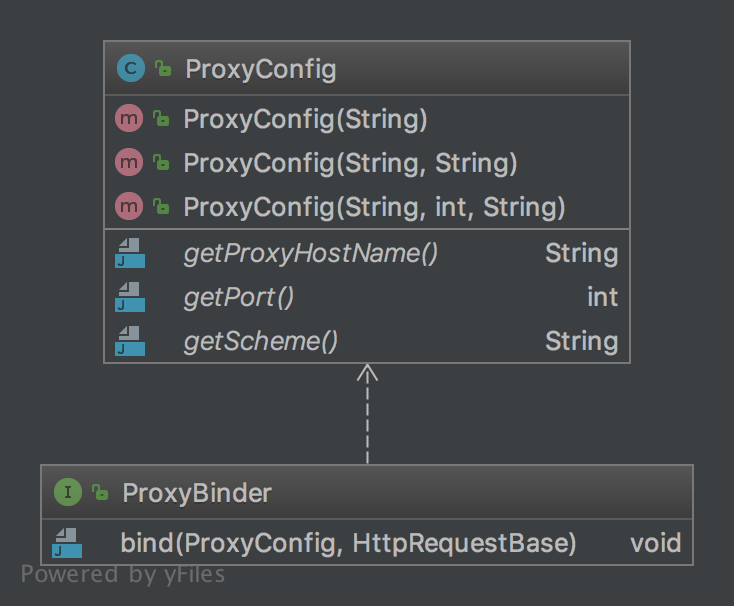 C ProxyConfig
m ProxyConfig(String)
m ProxyConfig(String, String)
m ProxyConfig(String, int, String)
J getProxyHostName() String
J getPort() int
J getScheme() String
I ProxyBinder
J bind(ProxyConfig, HttpRequestBase) void
Powered by yFiles